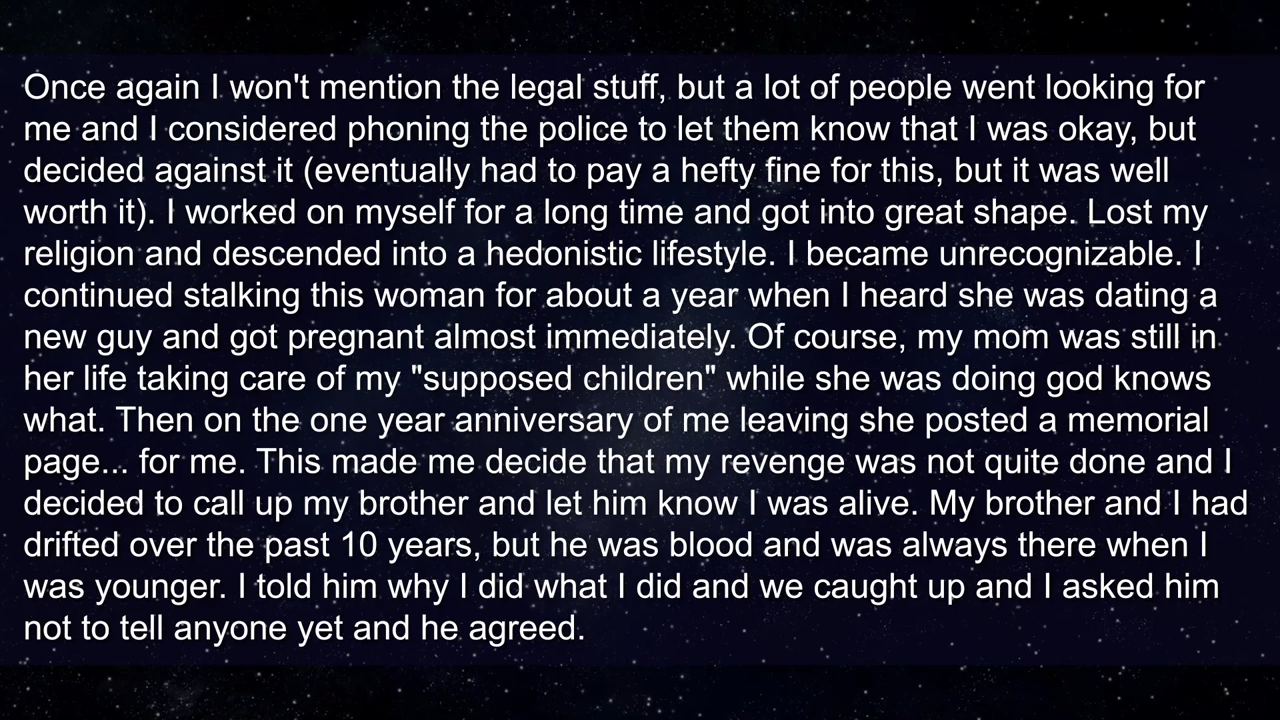 Once again I won't mention the legal stuff, but a lot of people went looking for
me and I considered phoning the police to let them know that I was okay, but
decided against it (eventually had to pay a hefty fine for this, but it was well
worth it). I worked on myself for a long time and got into great shape. Lost my
religion and descended into a hedonistic lifestyle. I became unrecognizable. I
continued stalking this woman for about a year when I heard she was dating a
new guy and got pregnant almost immediately. Of course, my mom was still in
her life taking care of my "supposed children" while she was doing god knows
what. Then on the one year anniversary of me leaving she posted a memorial
page... for me. This made me decide that my revenge was not quite done and I
decided to call up my brother and let him know I was alive. My brother and I had
drifted over the past 10 years, but he was blood and was always there when I
was younger. I told him why I did what I did and we caught up and I asked him
not to tell anyone yet and he agreed.